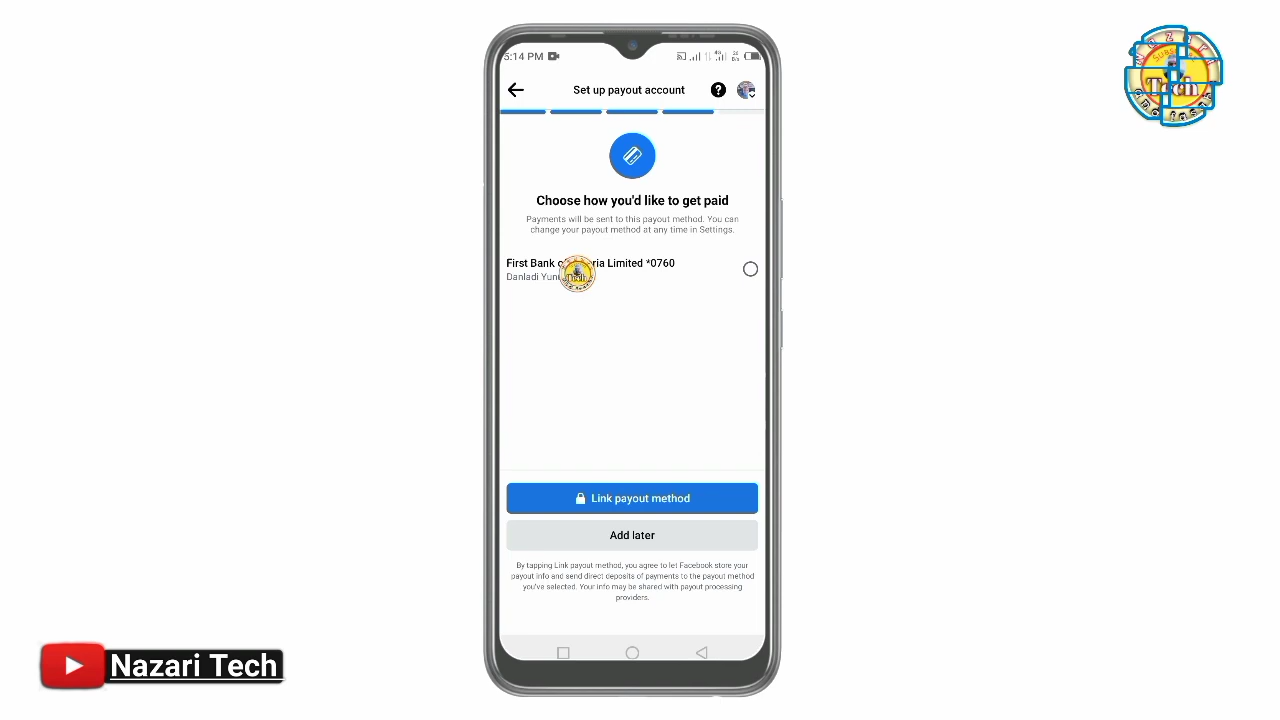 5:14 PM
Set up payout account
Choose how you'd like to get paid
Payments will be sent to this payout method. You can
change your payout method at any time in Settings.
First Bank Limited *0760
Danladi
Link payout method
Add later
By tapping Link payout method, you agree to let Facebook store your
payout info and send direct deposits of payments to the payout method
you've selected. Your info may be shared with payout processing
providers.
Tech
Nazari Tech